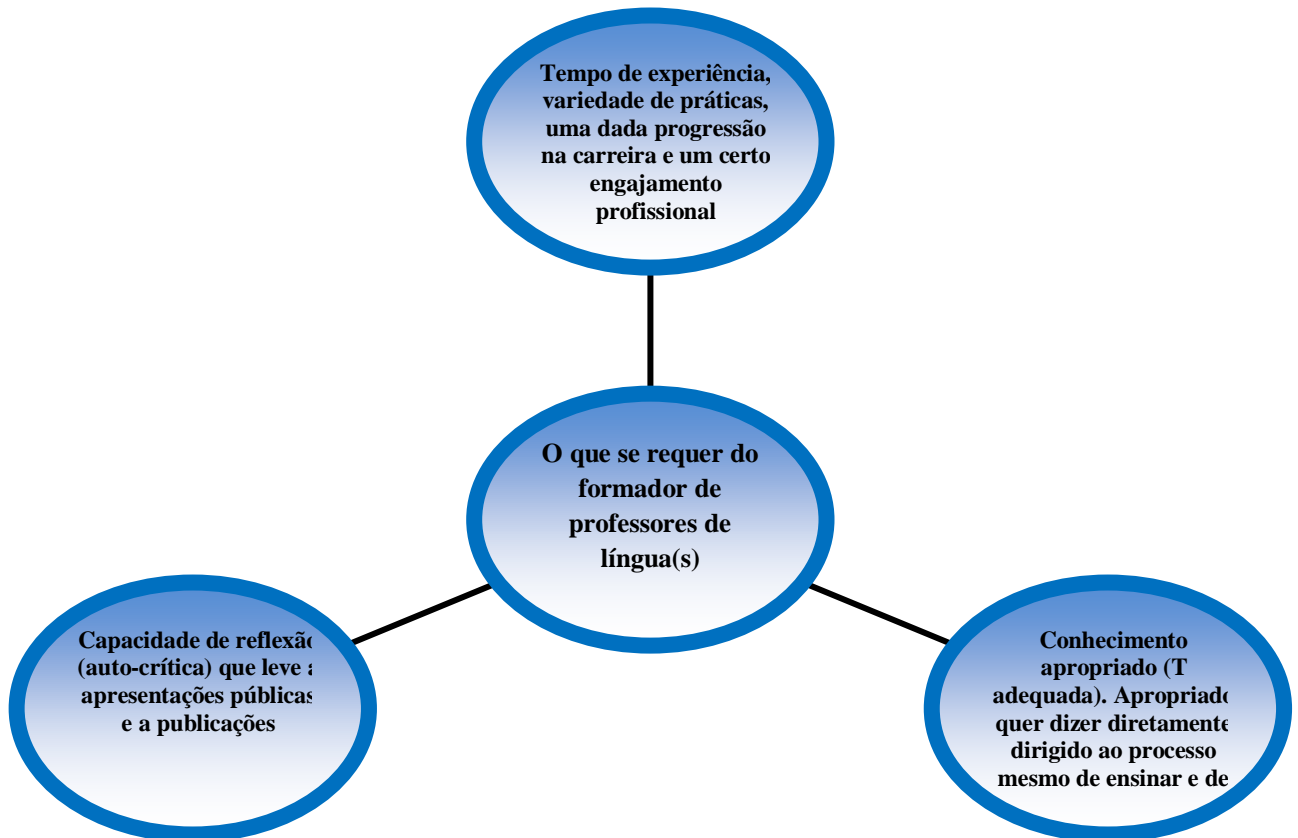 Tempo de experiência,
variedade de práticas,
uma dada progressão
na carreira e um certo
engajamento
profissional
O que se requer do
formador de
professores de
língua(s)
Capacidade de reflexão
(auto-crítica) que leve a
apresentações públicas
e a publicações
Conhecimento
apropriado (T
adequada). Apropriado
quer dizer diretamente
dirigido ao processo
mesmo de ensinar e de